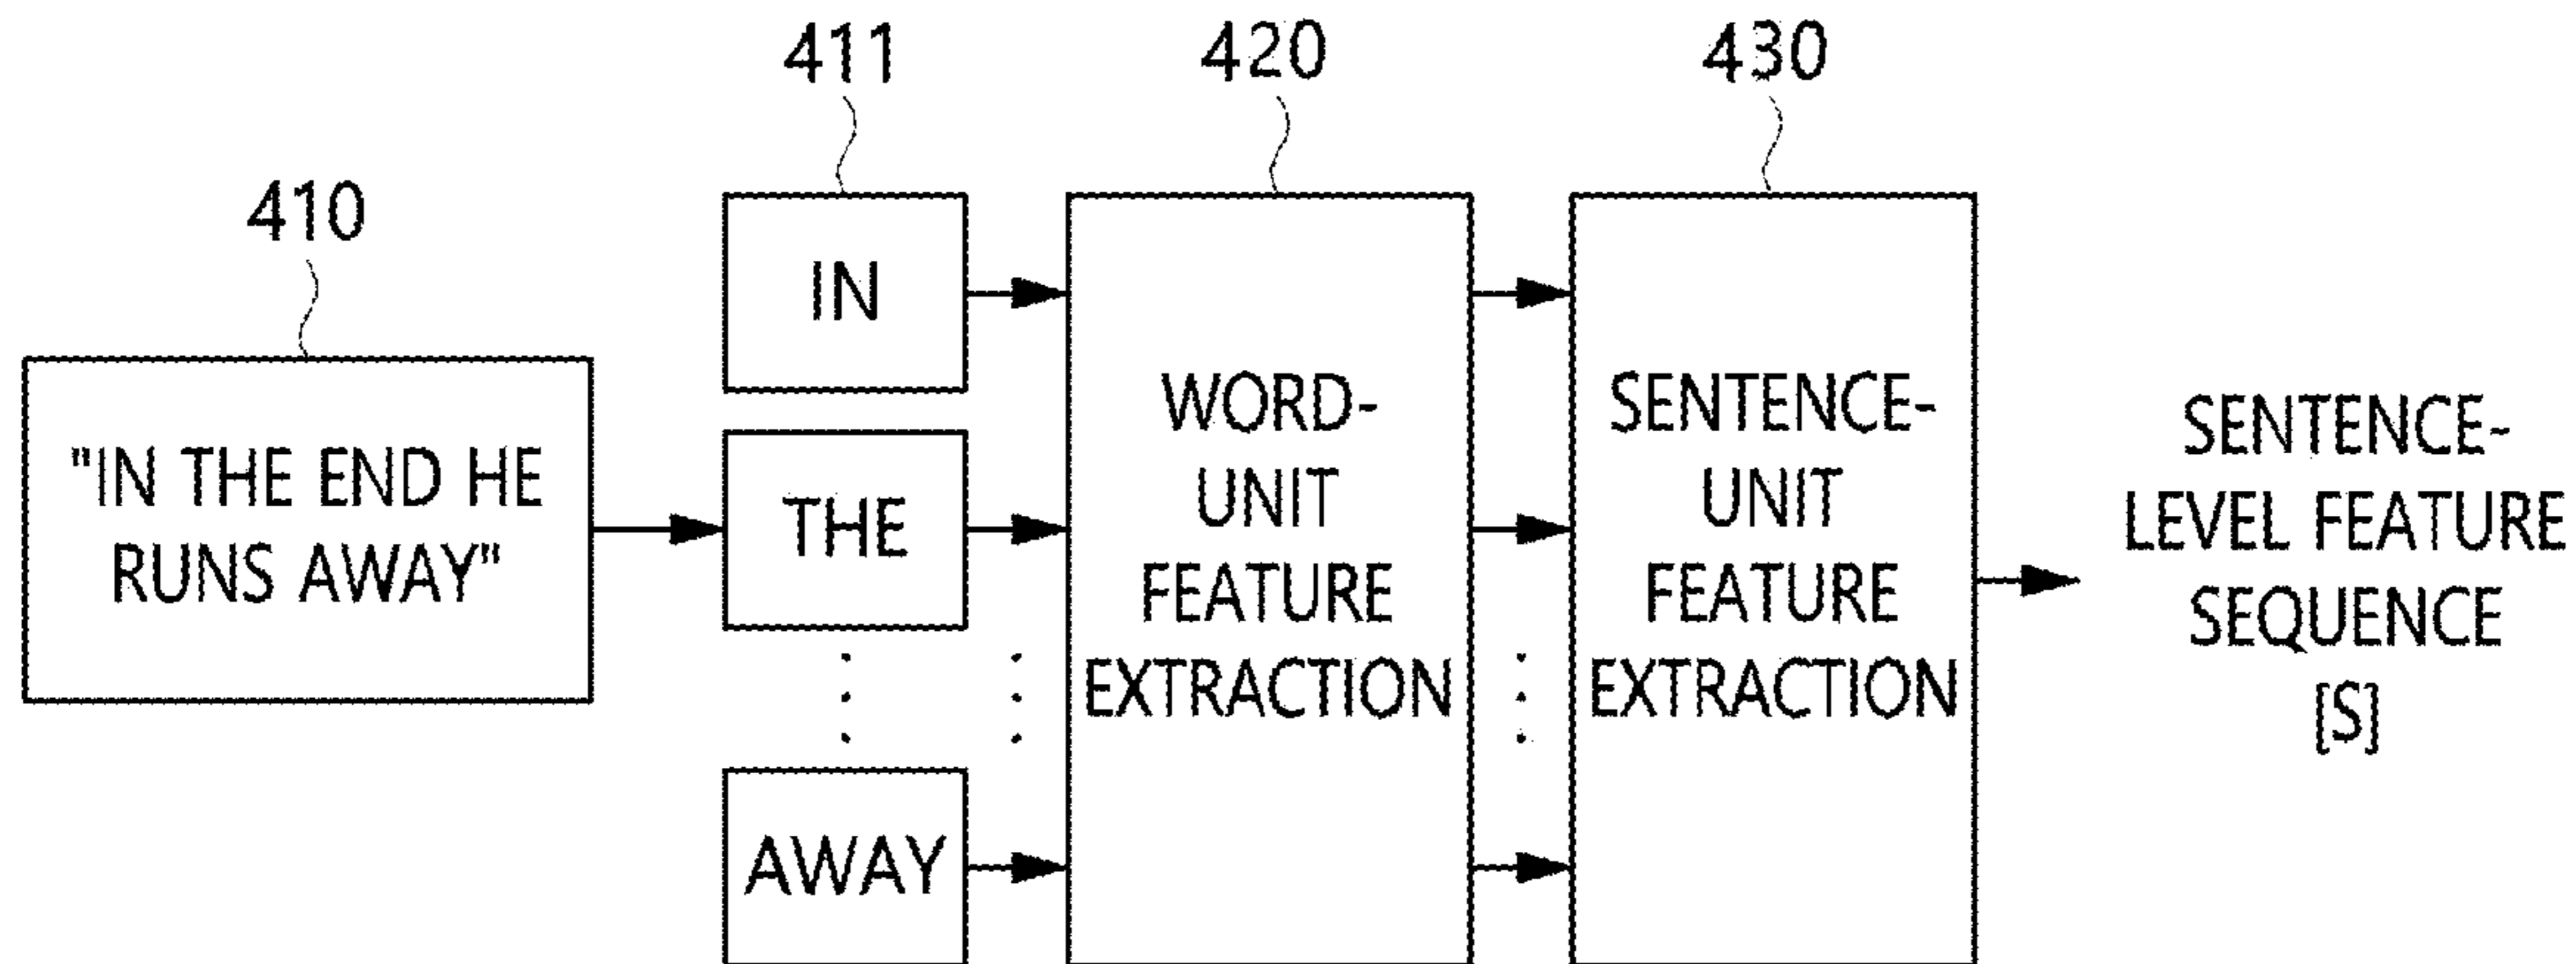 410
"IN THE END HE
RUNS AWAY"
411
IN
THE
AWAY
420
WORD-
UNIT
FEATURE
EXTRACTION
430
SENTENCE-
UNIT
FEATURE
EXTRACTION
SENTENCE-
LEVEL FEATURE
SEQUENCE
[S]